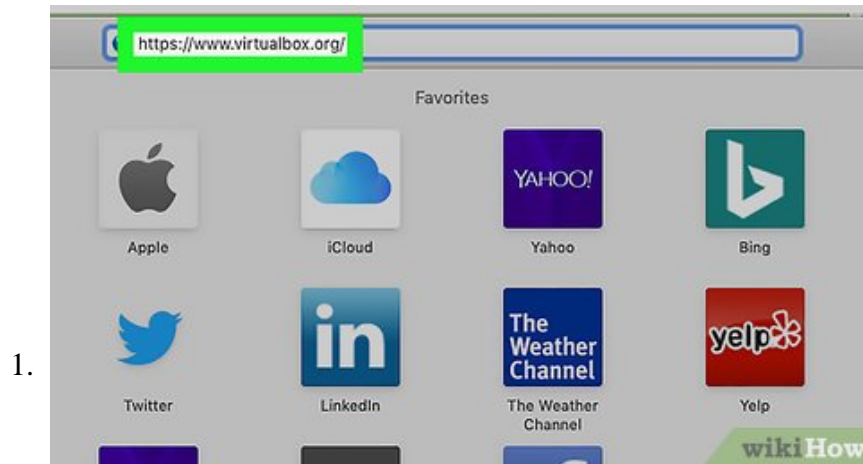 https://www.virtualbox.org/
Favorites
YAHOO!
Apple
iCloud
Yahoo
Bing
in
The
Weather
Channel
yelp
1.
Twitter
LinkedIn
The Weather
Channel
Yelp
wikiHow